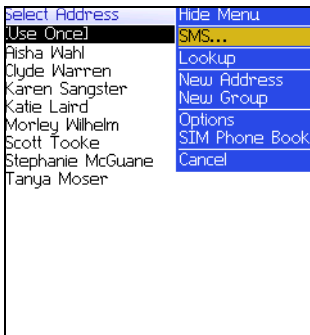 Select Address
[Use Once]
Aisha Wahl
Clyde Warren
Karen Sangster
Katie Laird
Morley Wilhelm
Scott Tooke
Stephanie McGuane
Tanya Moser
Hide Menu
SMS...
Lookup
New Address
New Group
Options
SIM Phone Book
Cancel